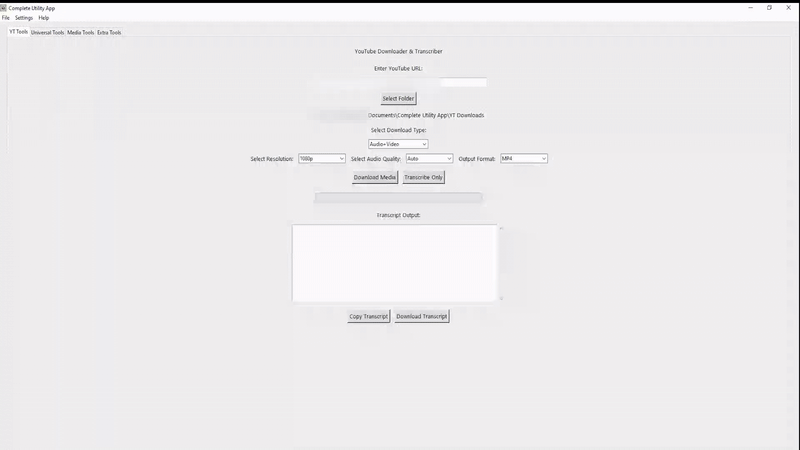 Complete Utility App
File Settings Help
YT Tools Universal Tools Media Tools Extra Tools
YouTube Downloader & Transcriber
Enter YouTube URL:
Select Folder
Documents\Complete Utility App\YT Downloads
Select Download Type:
Audio+Video
Select Resolution: 1080p Select Audio Quality: Auto Output Format: MP4
Download Media Transcribe Only
Transcript Output:
Copy Transcript Download Transcript